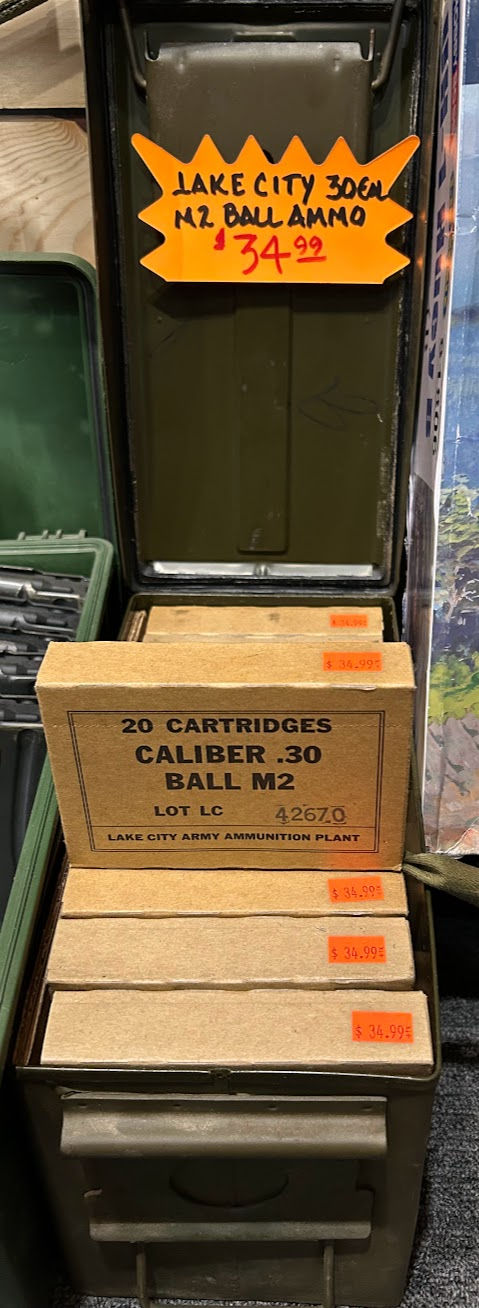 LAKE CITY 30CAL
M2 BALL AMMO
$34.99
$ 34.99
$ 34.99
20 CARTRIDGES
CALIBER .30
BALL M2
LOT LC 42670
LAKE CITY ARMY AMMUNITION PLANT
$ 34.99
$ 34.99
$ 34.99